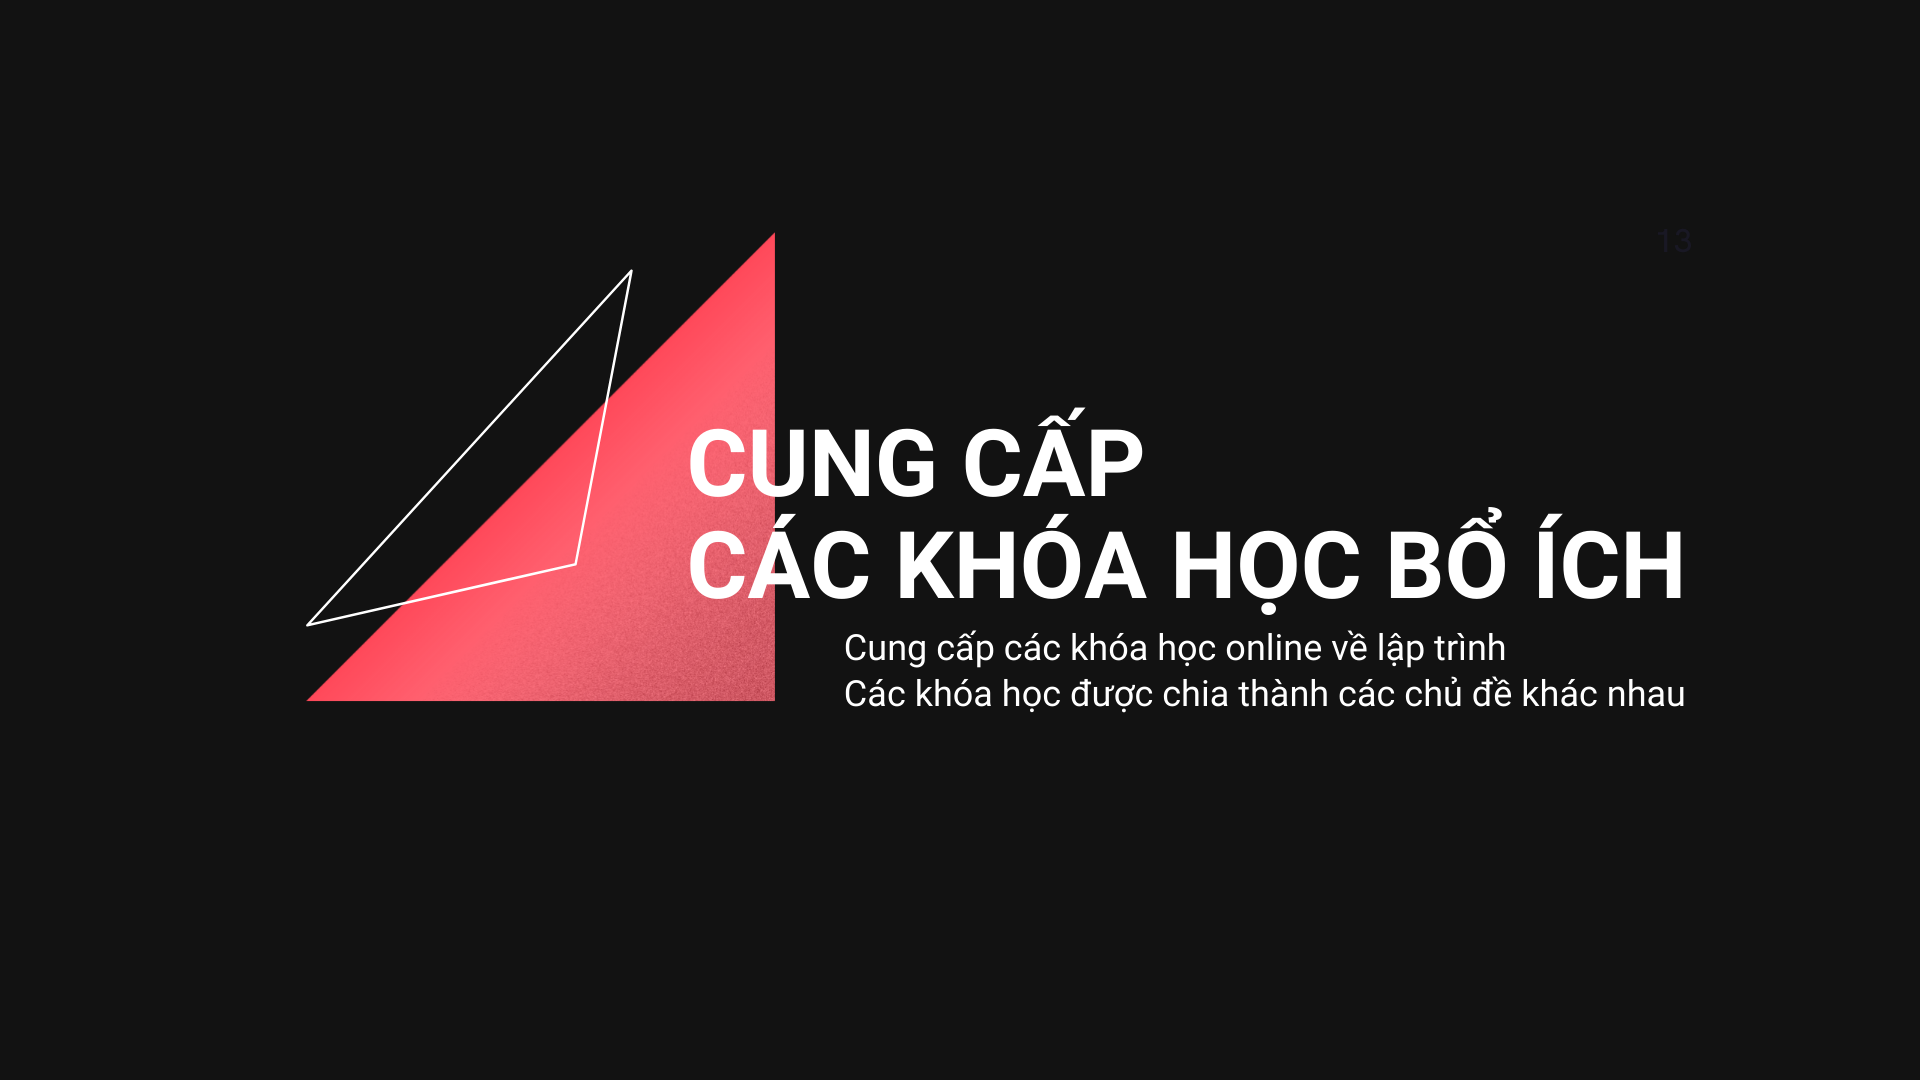 13
CUNG CẤP
CÁC KHÓA HỌC BỔ ÍCH
Cung cấp các khóa học online về lập trình
Các khóa học được chia thành các chủ đề khác nhau